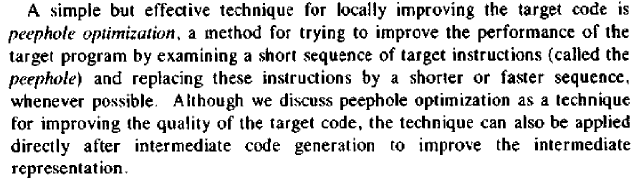 A simple but effective technique for locally improving the target code is
peephole optimization, a method for trying to improve the performance of the
target program by examining a short sequence of target instructions (called the
peephole) and replacing these instructions by a shorter or faster sequence,
whenever possible. Although we discuss peephole optimization as a technique
for improving the quality of the target code, the technique can also be applied
directly after intermediate code generation to improve the intermediate
representation.